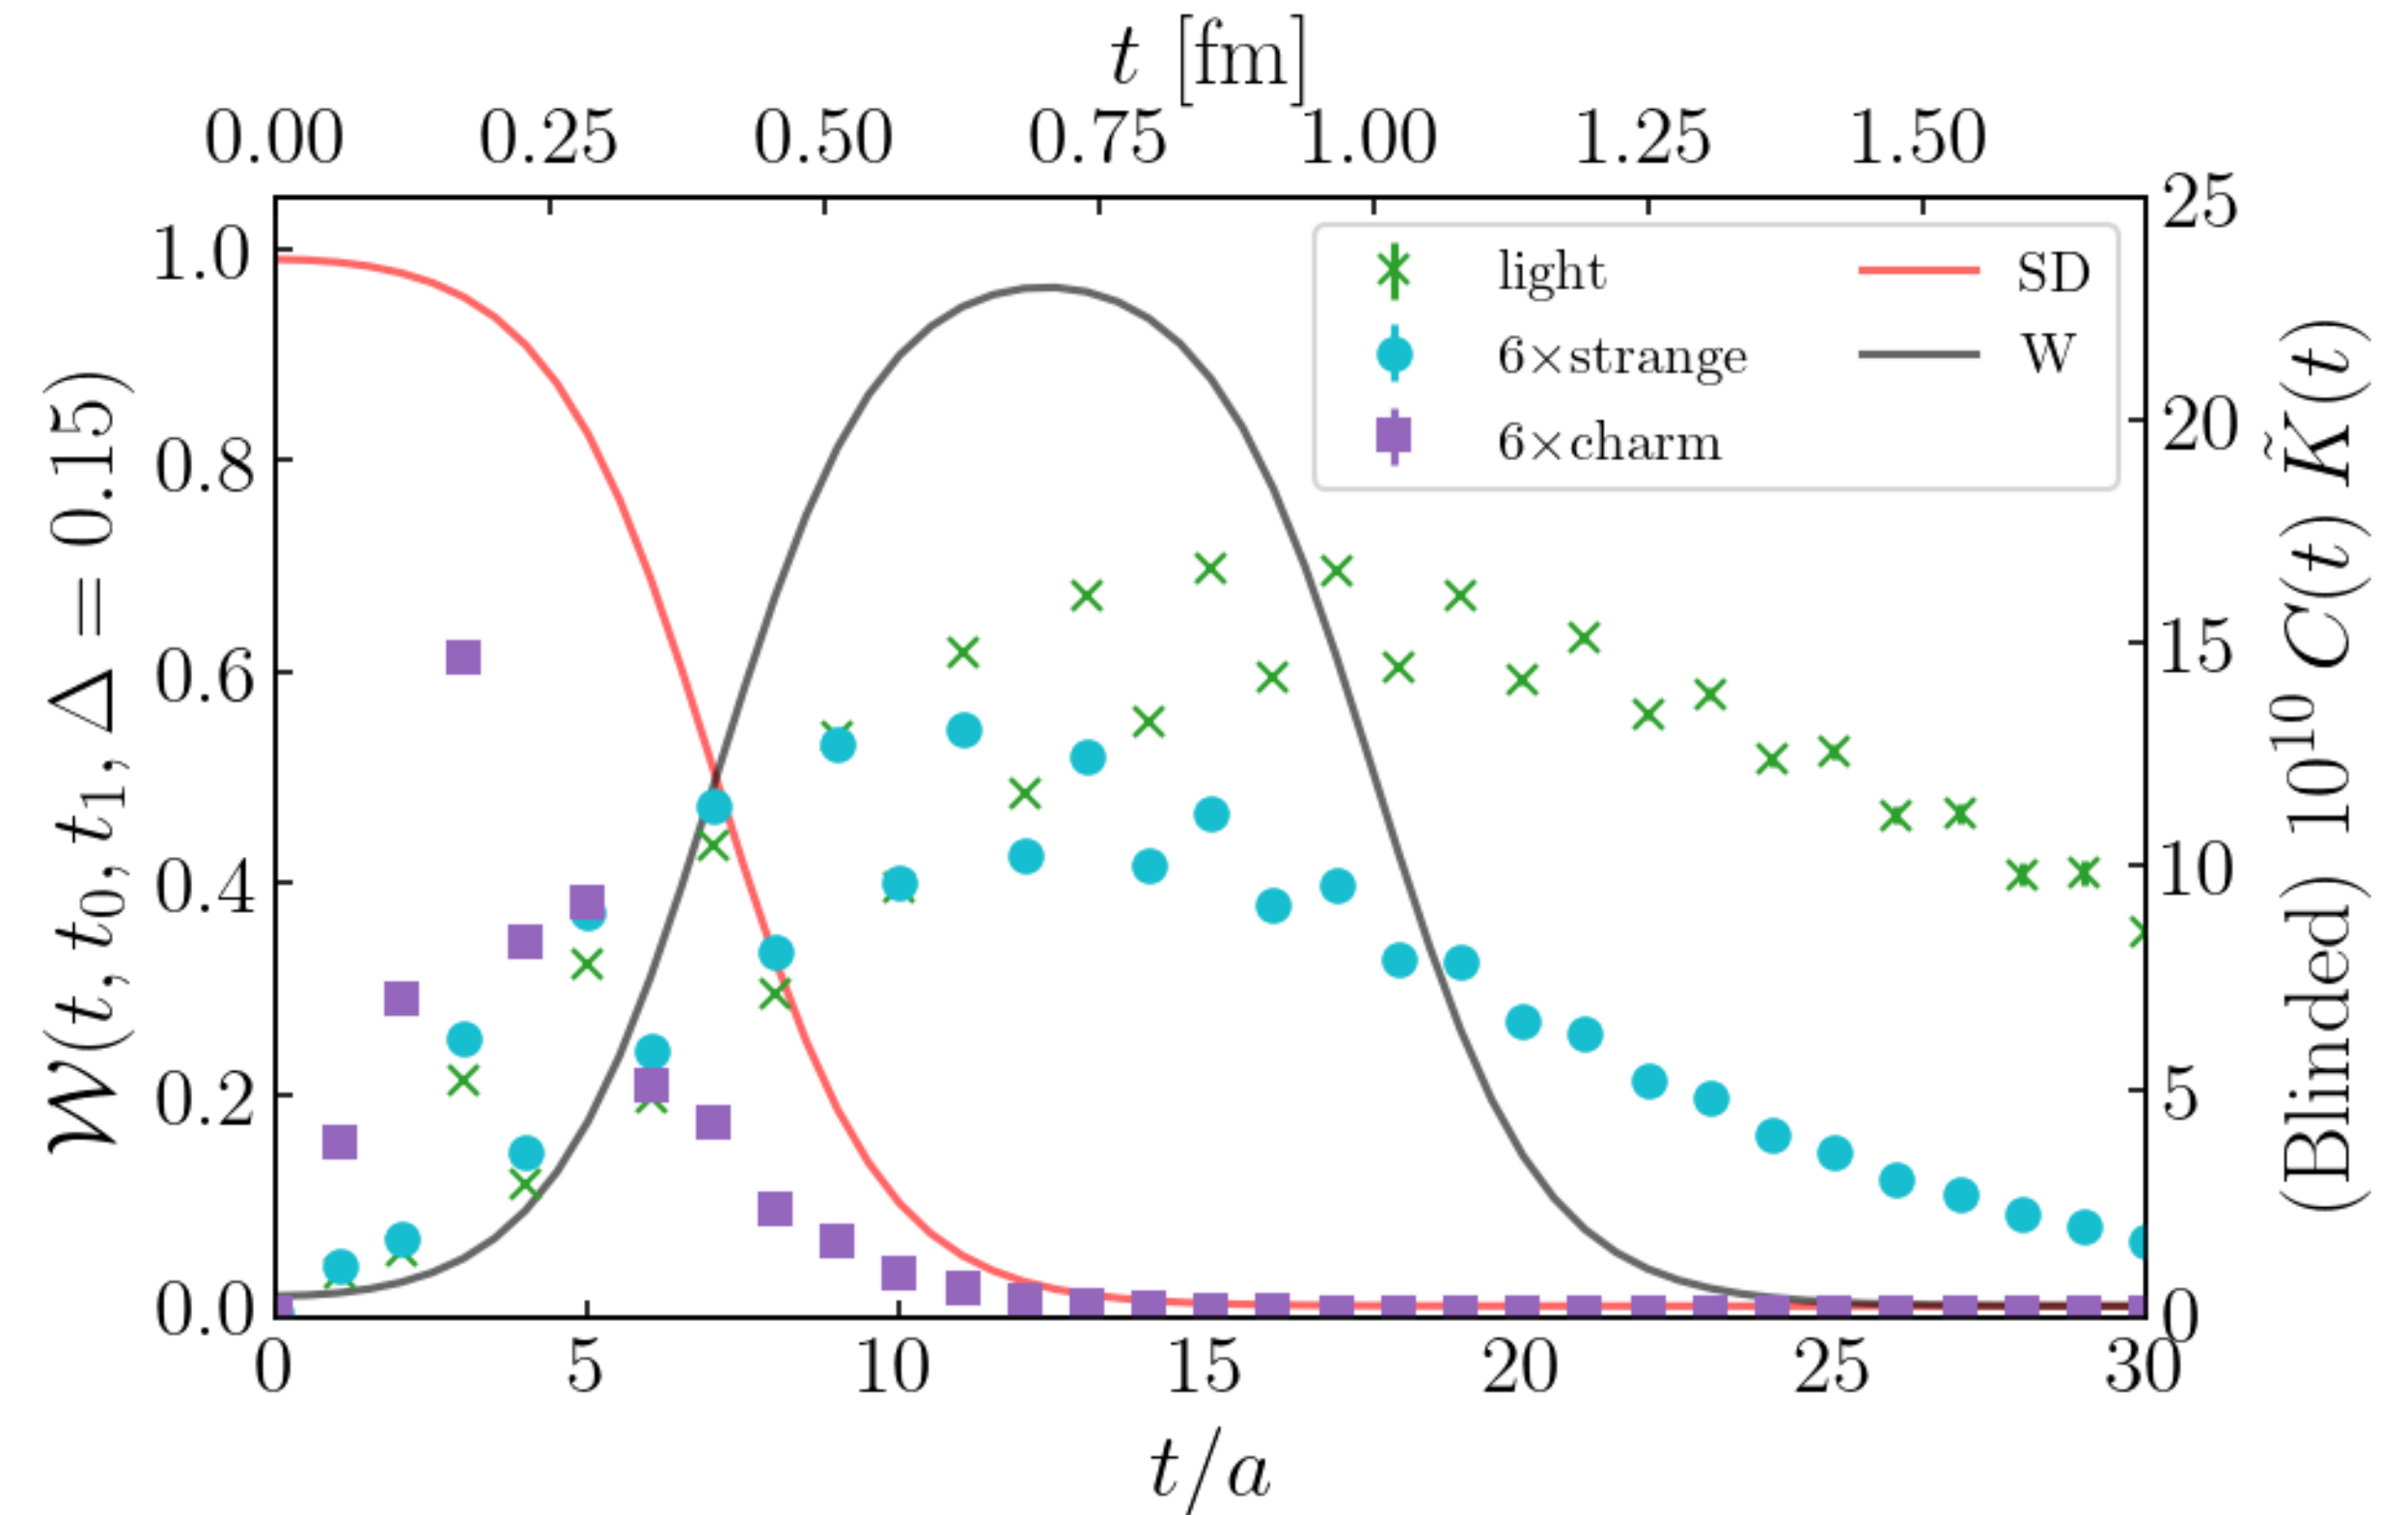 t [fm]
0.00 0.25 0.50 0.75 1.00 1.25 1.50
𝒲(t, t₀, t₁, Δ = 0.15)
1.0
0.8
0.6
0.4
0.2
0.0
light
6×strange
6×charm
SD
W
25
20
15
10
5
0
(Blinded) 10¹⁰ C(t) K̃(t)
0 5 10 15 20 25 30
t/a